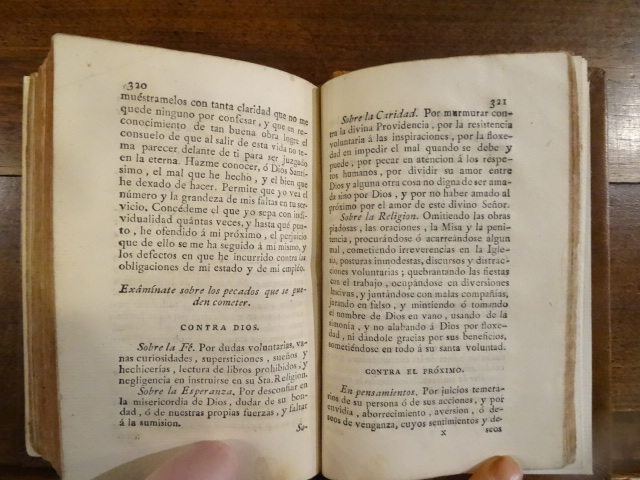 320
muéstramelos con tanta claridad que no me
quede ninguno por confesar, y que en re-
conocimiento de tan buena obra logre el
consuelo de que al salir de esta vida no te-
ma parecer delante de ti para ser juzgado
en la eterna. Hazme conocer, ó Dios Santí-
simo, el mal que he hecho, y el bien que
he dexado de hacer. Permite que yo vea el
número y la grandeza de mis faltas en tu ser-
vicio. Concédeme el que yo sepa con indi-
vidualidad quántas veces, y hasta qué pun-
to, he ofendido á mi próximo, el perjuicio
que de ello se me ha seguido á mi mismo, y
los defectos en que he incurrido contra las
obligaciones de mi estado y de mi empleo.
Exâmínate sobre los pecados que se pue-
den cometer.
CONTRA DIOS.
Sobre la Fé. Por dudas voluntarias, va-
nas curiosidades, supersticiones, sueños y
hechicerías, lectura de libros prohibidos, y
negligencia en instruirse en su Sta. Religion.
Sobre la Esperanza. Por desconfiar en
la misericordia de Dios, dudar de su bon-
dad, ó de nuestras propias fuerzas, y faltar
á la sumision.
So-
321
Sobre la Caridad. Por murmurar con-
tra la divina Providencia, por la resistencia
voluntaria á las inspiraciones, por la floxe-
dad en impedir el mal quando se debe y
puede, por pecar en atencion á los respe-
tos humanos, por dividir su amor entre
Dios y alguna otra cosa no digna de ser ama-
da sino por Dios, y por no haber amado al
próximo por el amor de este divino Señor.
Sobre la Religion. Omitiendo las obras
piadosas, las oraciones, la Misa y la peni-
tencia, procurándose ó acarreándose algun
mal, cometiendo irreverencias en la Igle-
sia, posturas inmodestas, discursos y distrac-
ciones voluntarias; quebrantando las fiestas
con el trabajo, ocupándose en diversiones
lascivas, y juntándose con malas compañías,
jurando en falso, y mintiendo ó tomando
el nombre de Dios en vano, usando de la
simonía, y no alabando á Dios por floxe-
dad, ni dándole gracias por sus beneficios,
sometiéndose en todo á su santa voluntad.
CONTRA EL PRÓXIMO.
En pensamientos. Por juicios temera-
rios de su persona ó de sus acciones, y por
envidia, aborrecimiento, aversion, ó de-
seos de venganza, cuyos sentimientos y de-
X
seos